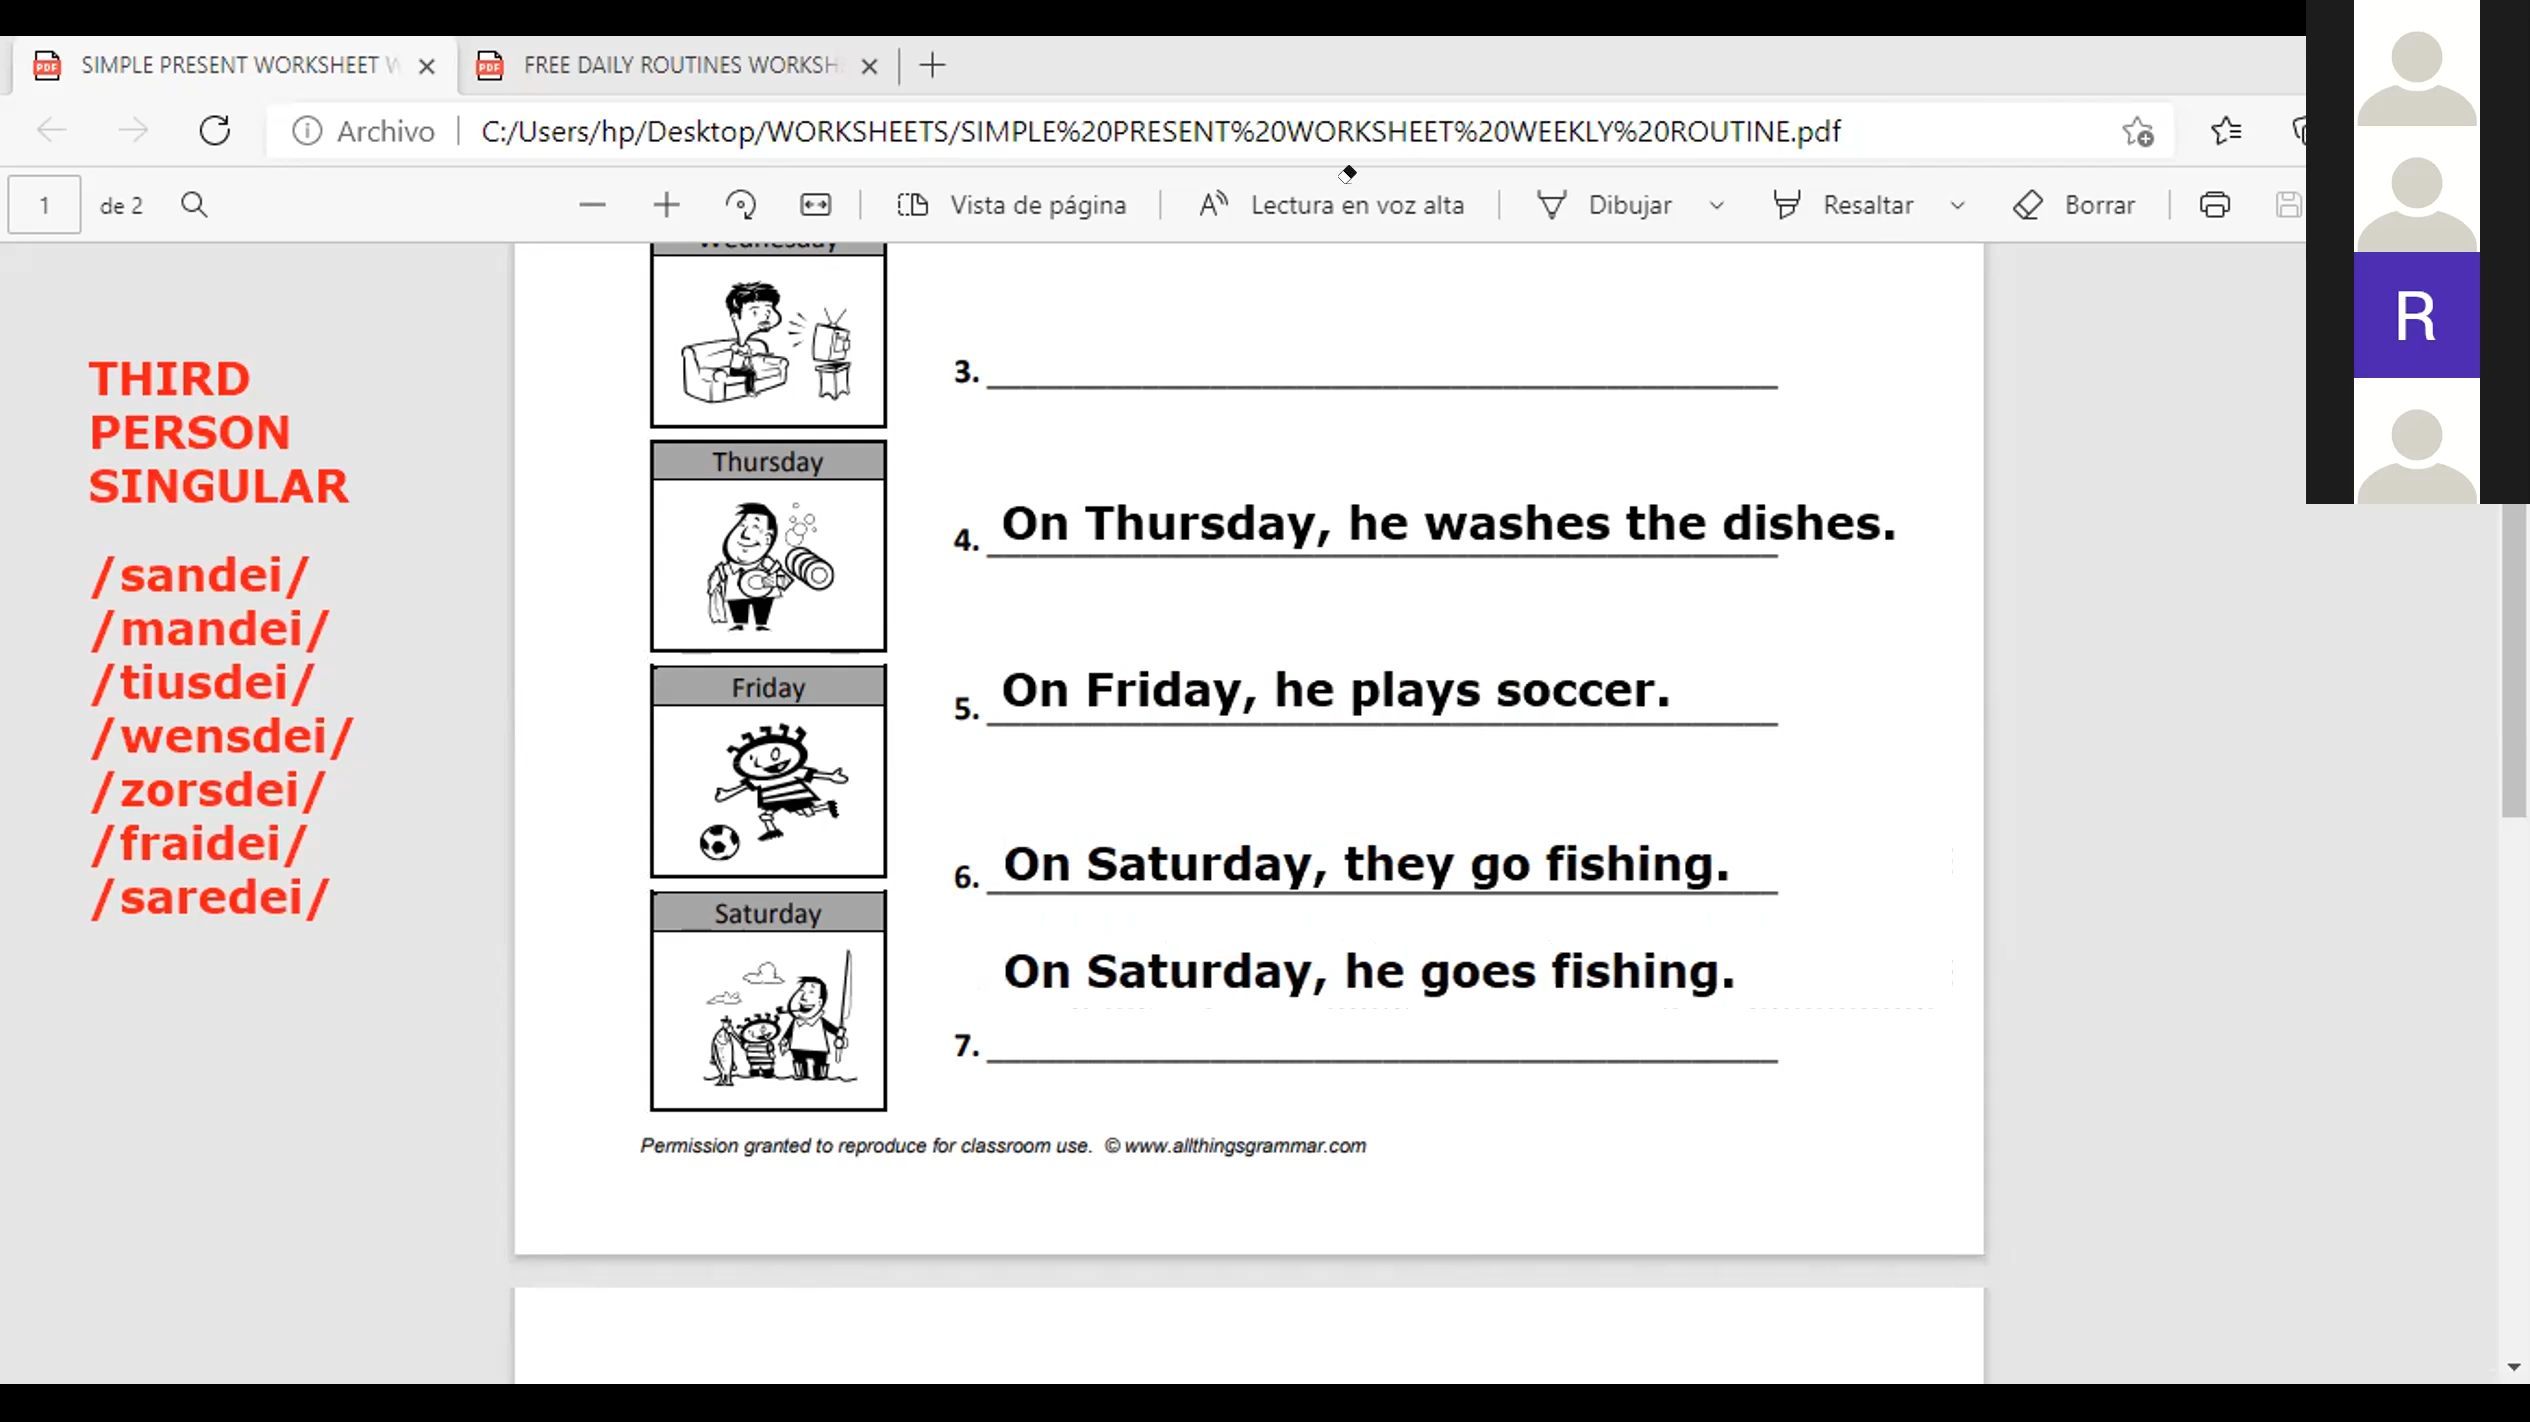 SIMPLE PRESENT WORKSHEET W
FREE DAILY ROUTINES WORKSH
Archivo
C:/Users/hp/Desktop/WORKSHEETS/SIMPLE%20PRESENT%20WORKSHEET%20WEEKLY%20ROUTINE.pdf
1 de 2
Vista de página
Lectura en voz alta
Dibujar
Resaltar
Borrar
R
THIRD
PERSON
SINGULAR
/sandei/
/mandei/
/tiusdei/
/wensdei/
/zorsdei/
/fraidei/
/saredei/
Wednesday
3.
Thursday
4. On Thursday, he washes the dishes.
Friday
5. On Friday, he plays soccer.
6. On Saturday, they go fishing.
Saturday
On Saturday, he goes fishing.
7.
Permission granted to reproduce for classroom use. © www.allthingsgrammar.com